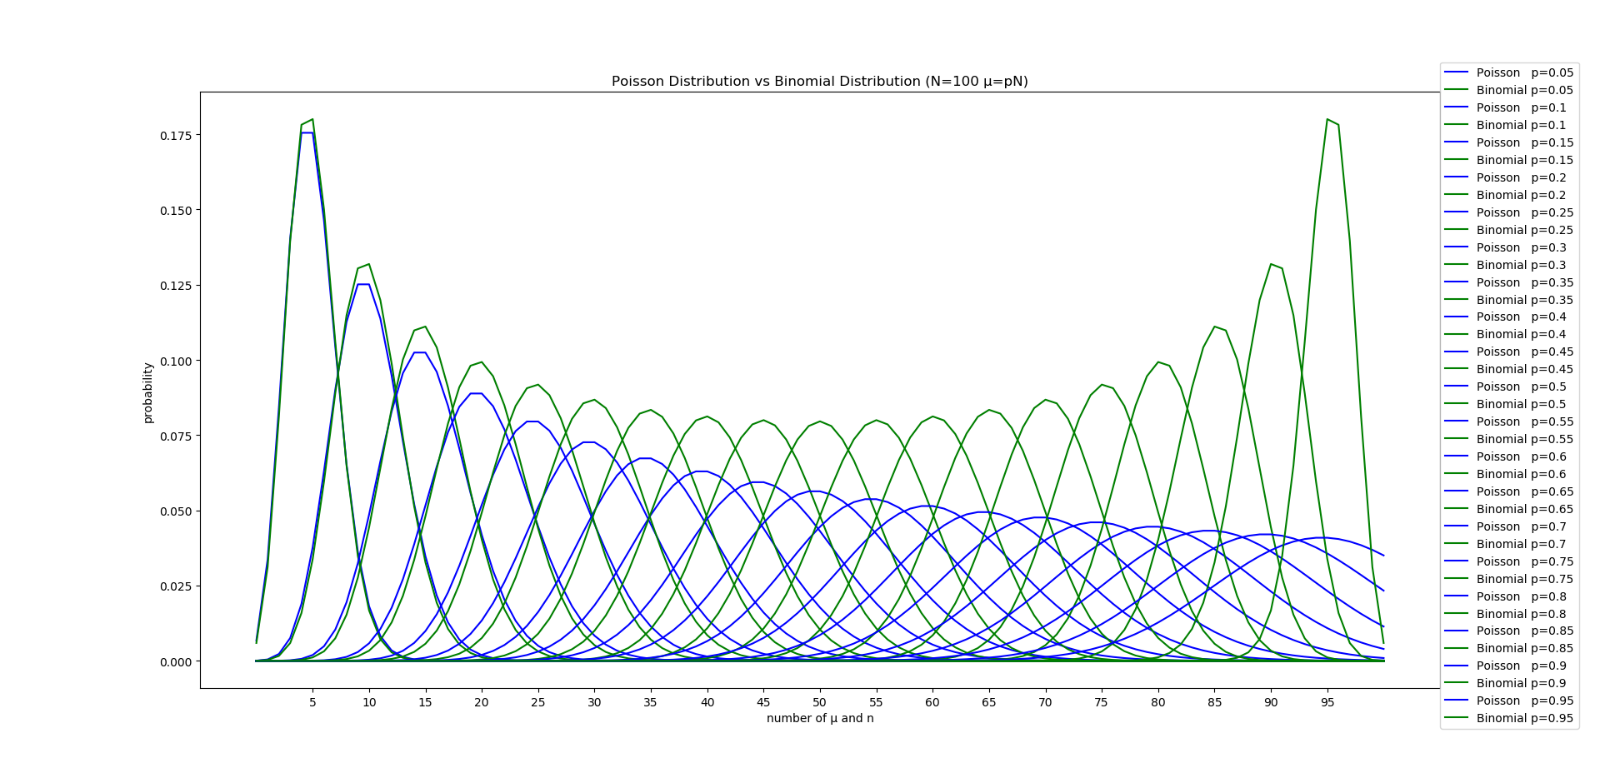 Poisson Distribution vs Binomial Distribution (N=100 μ=pN)
probability
0.175
0.150
0.125
0.100
0.075
0.050
0.025
0.000
5 10 15 20 25 30 35 40 45 50 55 60 65 70 75 80 85 90 95
number of μ and n
Poisson p=0.05
Binomial p=0.05
Poisson p=0.1
Binomial p=0.1
Poisson p=0.15
Binomial p=0.15
Poisson p=0.2
Binomial p=0.2
Poisson p=0.25
Binomial p=0.25
Poisson p=0.3
Binomial p=0.3
Poisson p=0.35
Binomial p=0.35
Poisson p=0.4
Binomial p=0.4
Poisson p=0.45
Binomial p=0.45
Poisson p=0.5
Binomial p=0.5
Poisson p=0.55
Binomial p=0.55
Poisson p=0.6
Binomial p=0.6
Poisson p=0.65
Binomial p=0.65
Poisson p=0.7
Binomial p=0.7
Poisson p=0.75
Binomial p=0.75
Poisson p=0.8
Binomial p=0.8
Poisson p=0.85
Binomial p=0.85
Poisson p=0.9
Binomial p=0.9
Poisson p=0.95
Binomial p=0.95